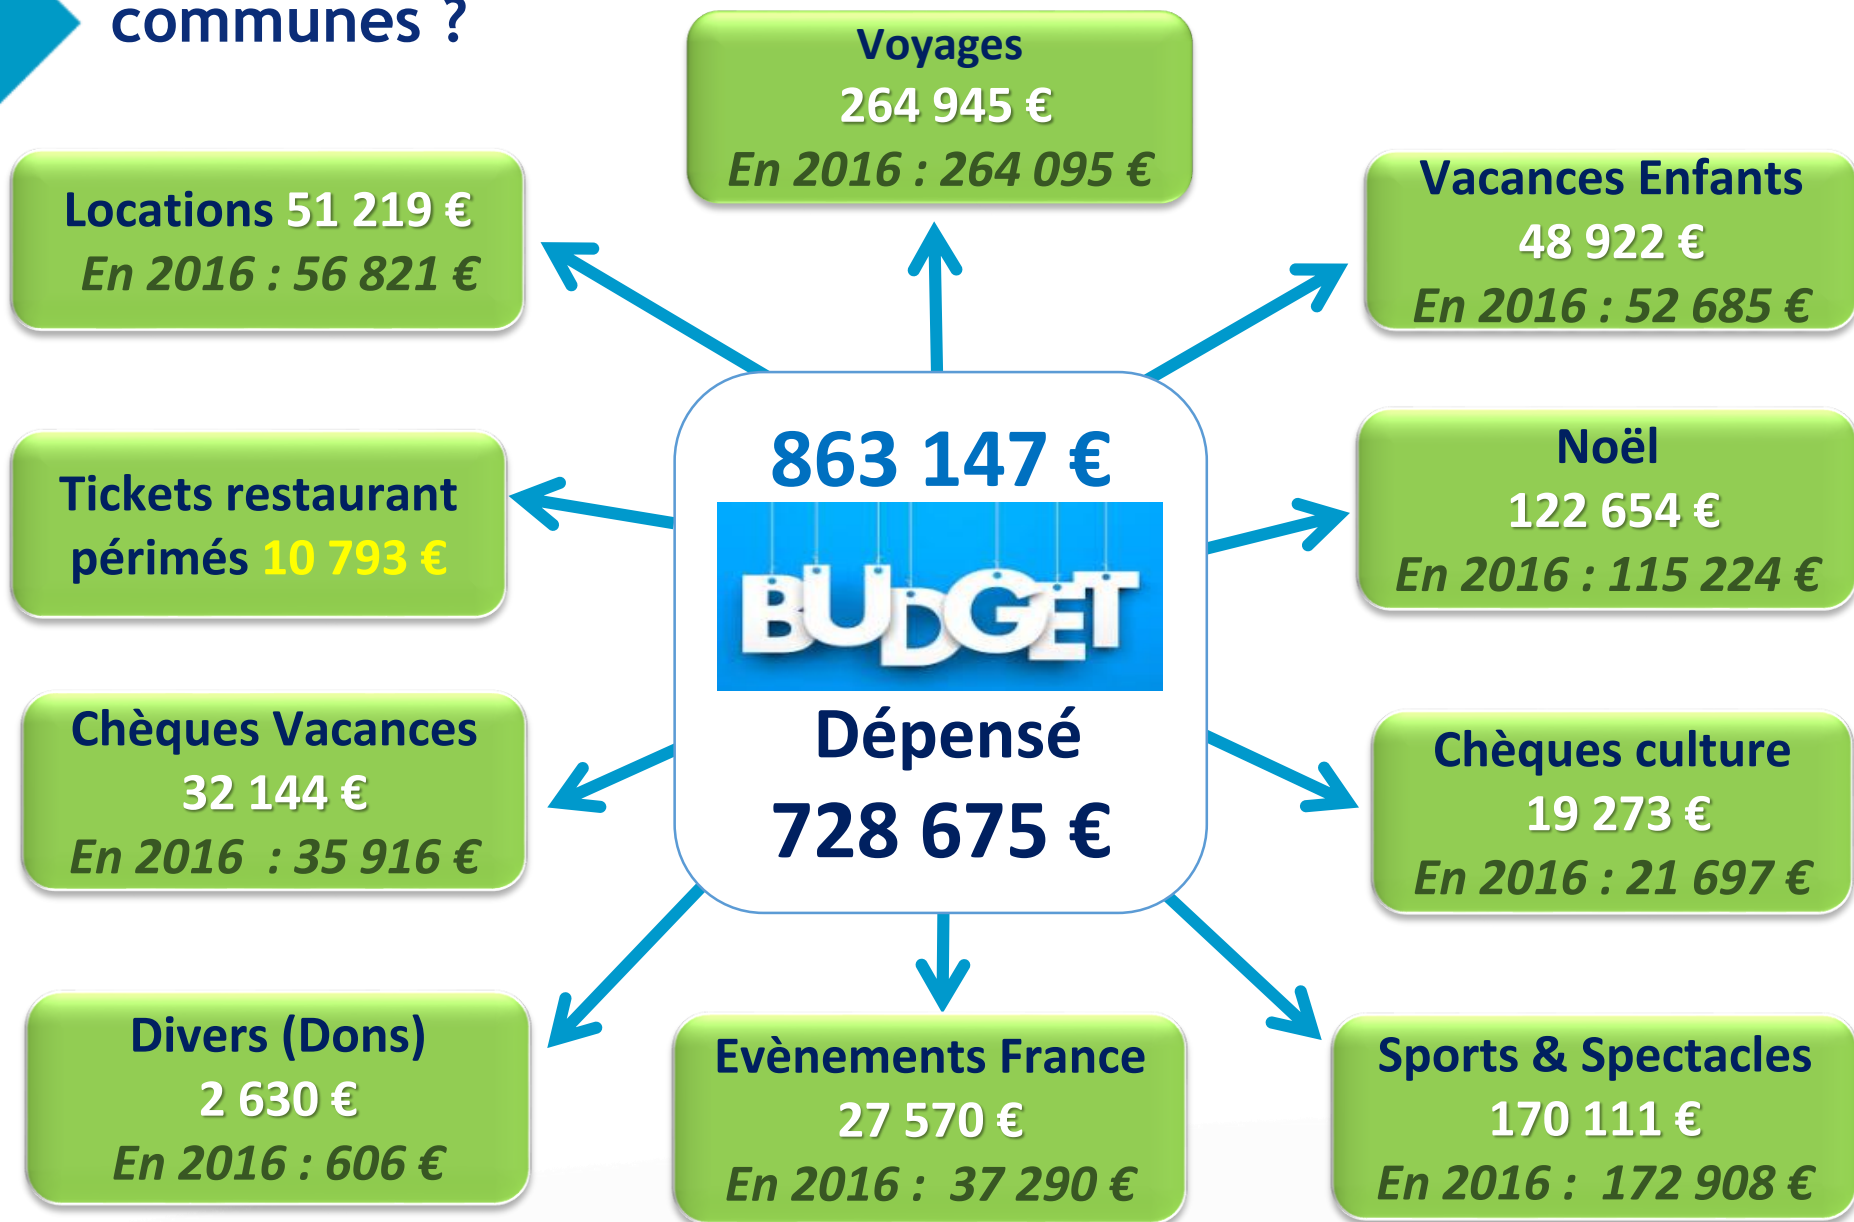 communes ?
Voyages
264 945 €
En 2016 : 264 095 €
Locations 51 219 €
En 2016 : 56 821 €
Vacances Enfants
48 922 €
En 2016 : 52 685 €
Tickets restaurant
périmés 10 793 €
863 147 €
BUDGET
Dépensé
728 675 €
Noël
122 654 €
En 2016 : 115 224 €
Chèques Vacances
32 144 €
En 2016 : 35 916 €
Chèques culture
19 273 €
En 2016 : 21 697 €
Divers (Dons)
2 630 €
En 2016 : 606 €
Evènements France
27 570 €
En 2016 : 37 290 €
Sports & Spectacles
170 111 €
En 2016 : 172 908 €